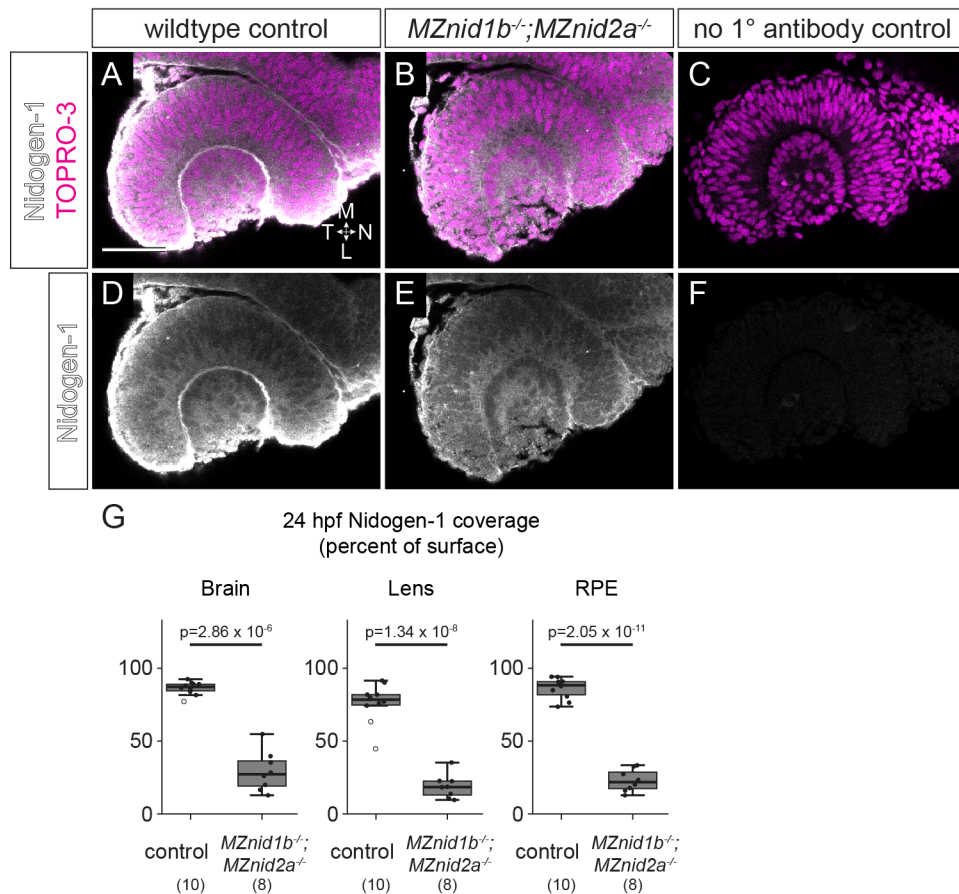 wildtype control
MZnid1b-/-;MZnid2a-/-
no 1° antibody control
Nidogen-1
TOPRO-3
A
B
C
M
T N
L
Nidogen-1
D
E
F
G
24 hpf Nidogen-1 coverage
(percent of surface)
Brain
Lens
RPE
p=2.86 x 10-6
p=1.34 x 10-8
p=2.05 x 10-11
100
50
0
100
50
0
100
50
0
control
MZnid1b-/-;
MZnid2a-/-
(10)
(8)
control
MZnid1b-/-;
MZnid2a-/-
(10)
(8)
control
MZnid1b-/-;
MZnid2a-/-
(10)
(8)